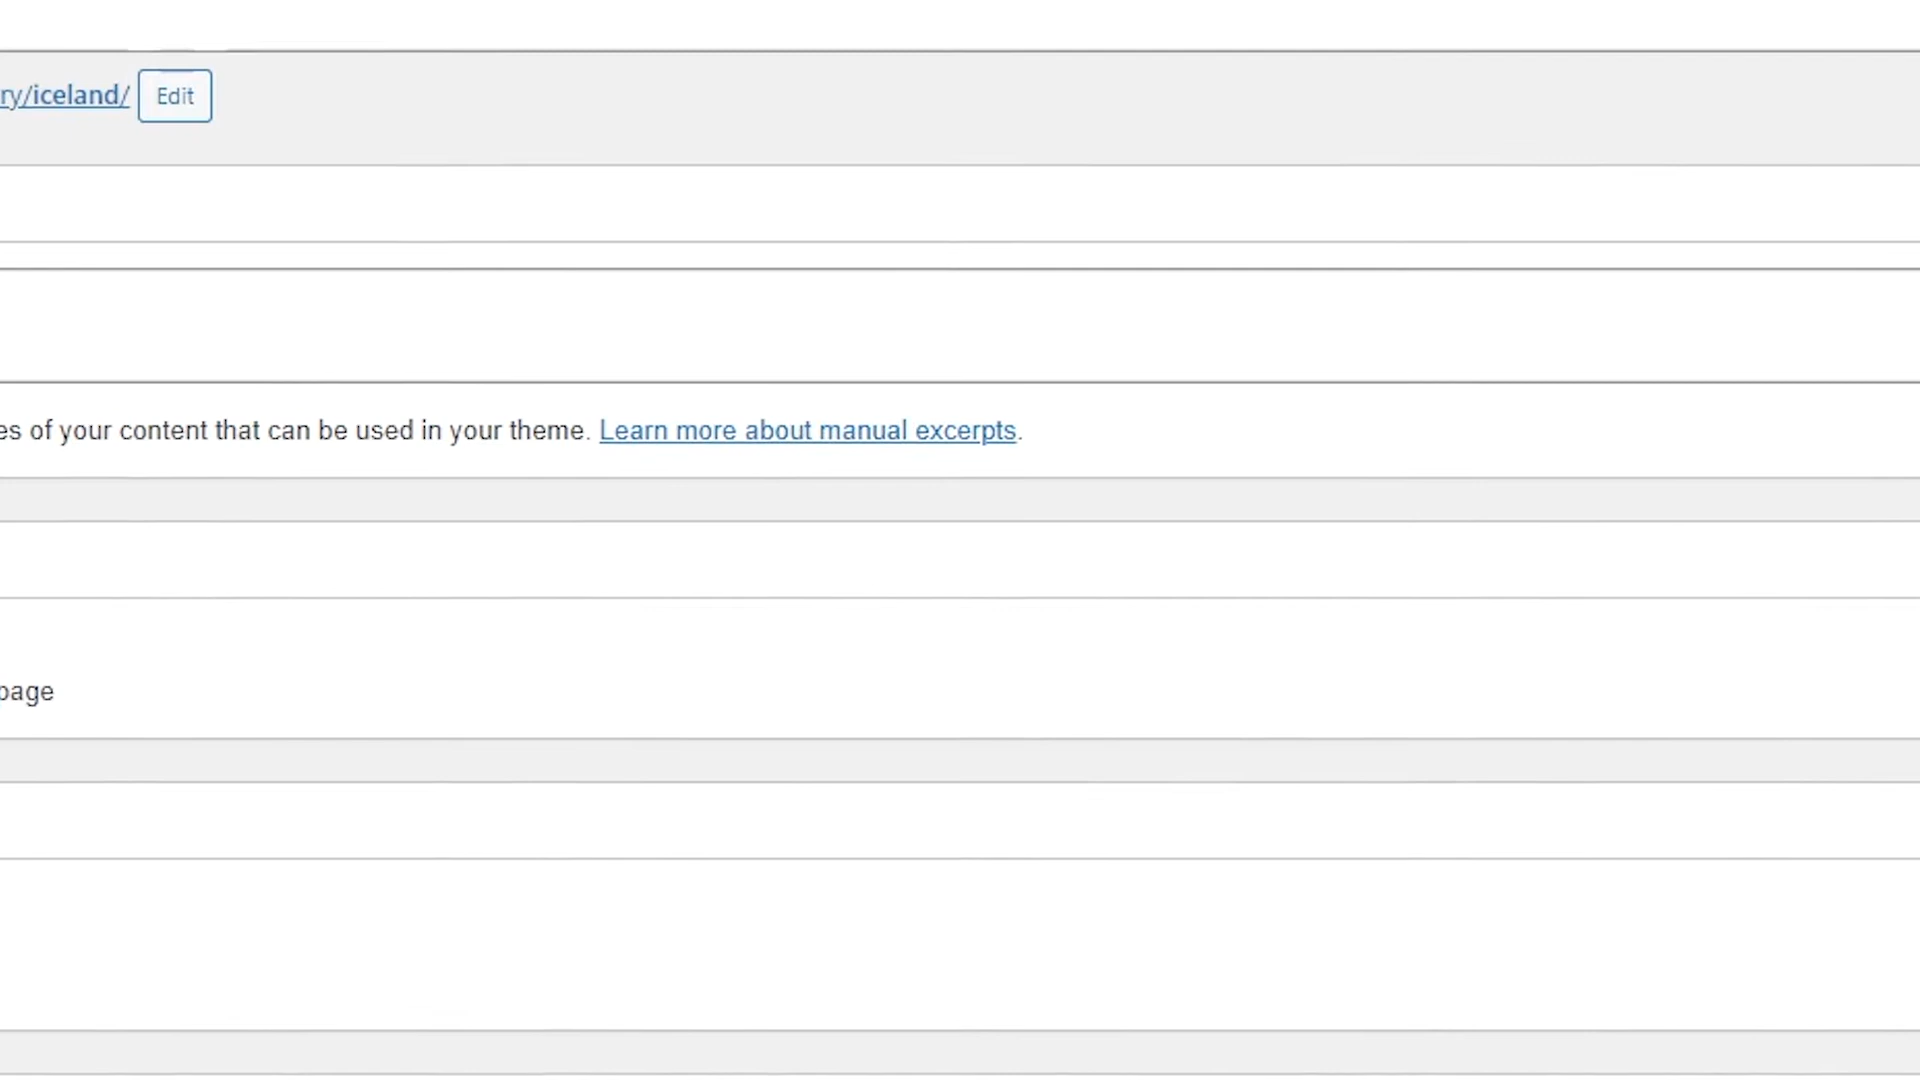 ry/iceland/ Edit
es of your content that can be used in your theme. Learn more about manual excerpts.
page